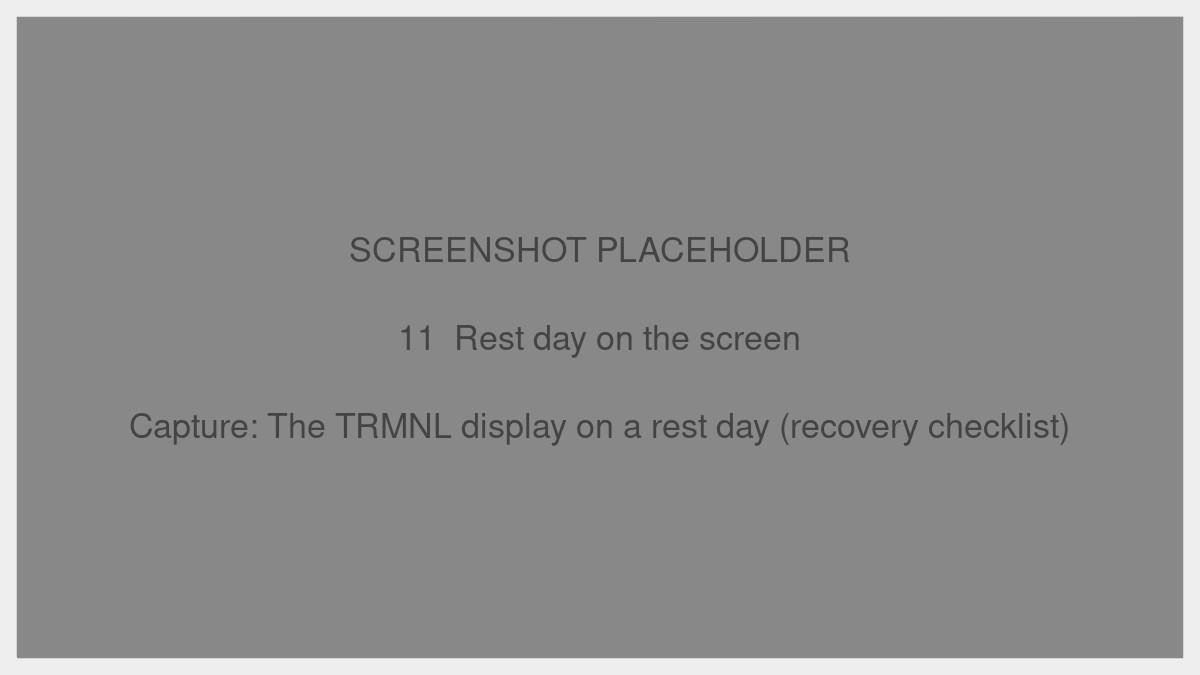 SCREENSHOT PLACEHOLDER
11  Rest day on the screen
Capture: The TRMNL display on a rest day (recovery checklist)